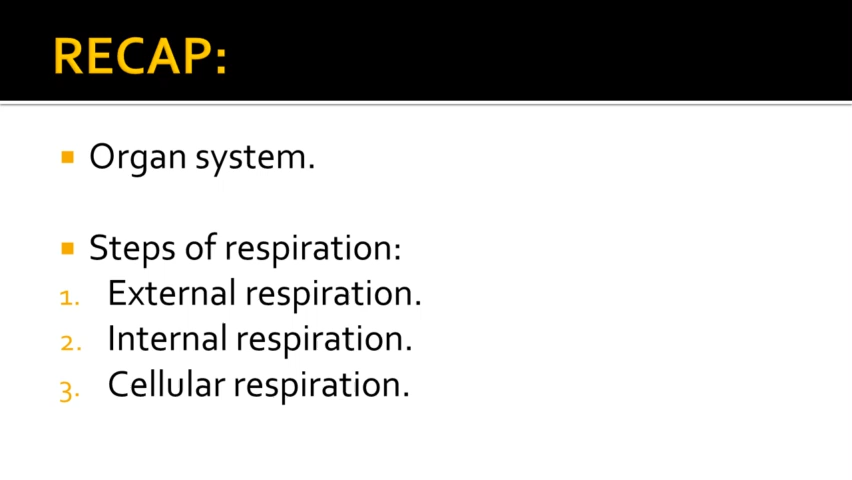 RECAP:
Organ system.
Steps of respiration:
1. External respiration.
2. Internal respiration.
3. Cellular respiration.